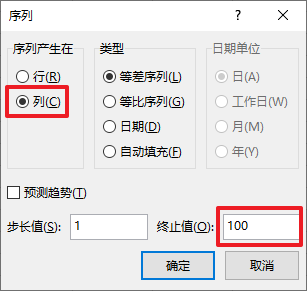 序列
序列产生在 类型 日期单位
行(R) 等差序列(L) 日(A)
列(C) 等比序列(G) 工作日(W)
日期(D) 月(M)
自动填充(F) 年(Y)
预测趋势(T)
步长值(S): 1 终止值(O): 100
确定 取消